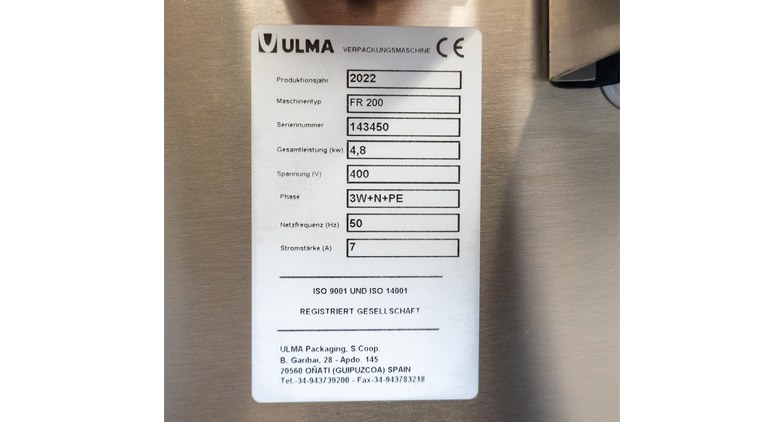 ULMA VERPACKUNGSMASCHINE CE
Produktionsjahr 2022
Maschinentyp FR 200
Seriennummer 143450
Gesamtleistung (kw) 4,8
Spannung (V) 400
Phase 3W+N+PE
Netzfrequenz (Hz) 50
Stromstärke (A) 7
ISO 9001 UND ISO 14001
REGISTRIERT GESELLSCHAFT
ULMA Packaging, S.Coop.
B. Garibai, 28 - Apdo. 145
20560 OÑATI (GUIPUZCOA) SPAIN
Tel.-34-943739200 - Fax-34-943783218